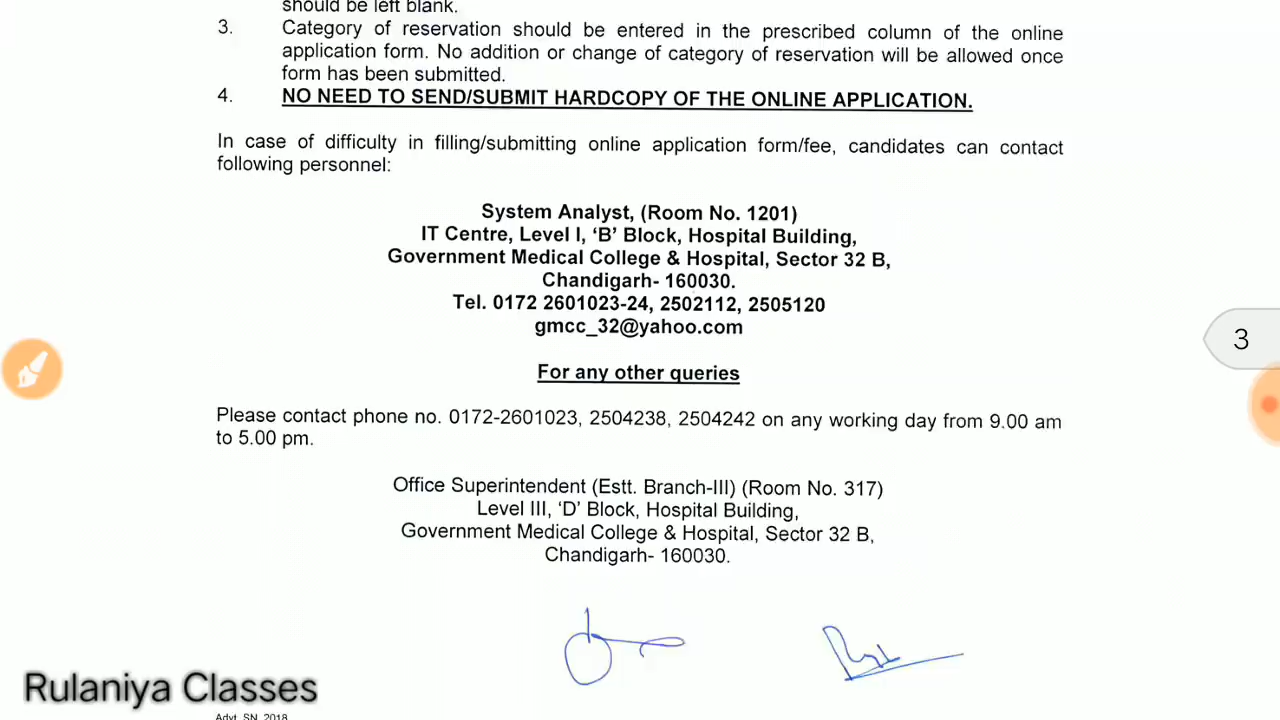 should be left blank.
3. Category of reservation should be entered in the prescribed column of the online
application form. No addition or change of category of reservation will be allowed once
form has been submitted.
4. NO NEED TO SEND/SUBMIT HARDCOPY OF THE ONLINE APPLICATION.
In case of difficulty in filling/submitting online application form/fee, candidates can contact
following personnel:
System Analyst, (Room No. 1201)
IT Centre, Level I, ‘B’ Block, Hospital Building,
Government Medical College & Hospital, Sector 32 B,
Chandigarh- 160030.
Tel. 0172 2601023-24, 2502112, 2505120
gmcc_32@yahoo.com
For any other queries
Please contact phone no. 0172-2601023, 2504238, 2504242 on any working day from 9.00 am
to 5.00 pm.
Office Superintendent (Estt. Branch-III) (Room No. 317)
Level III, ‘D’ Block, Hospital Building,
Government Medical College & Hospital, Sector 32 B,
Chandigarh- 160030.
3
Rulaniya Classes
Advt. SN. 2018